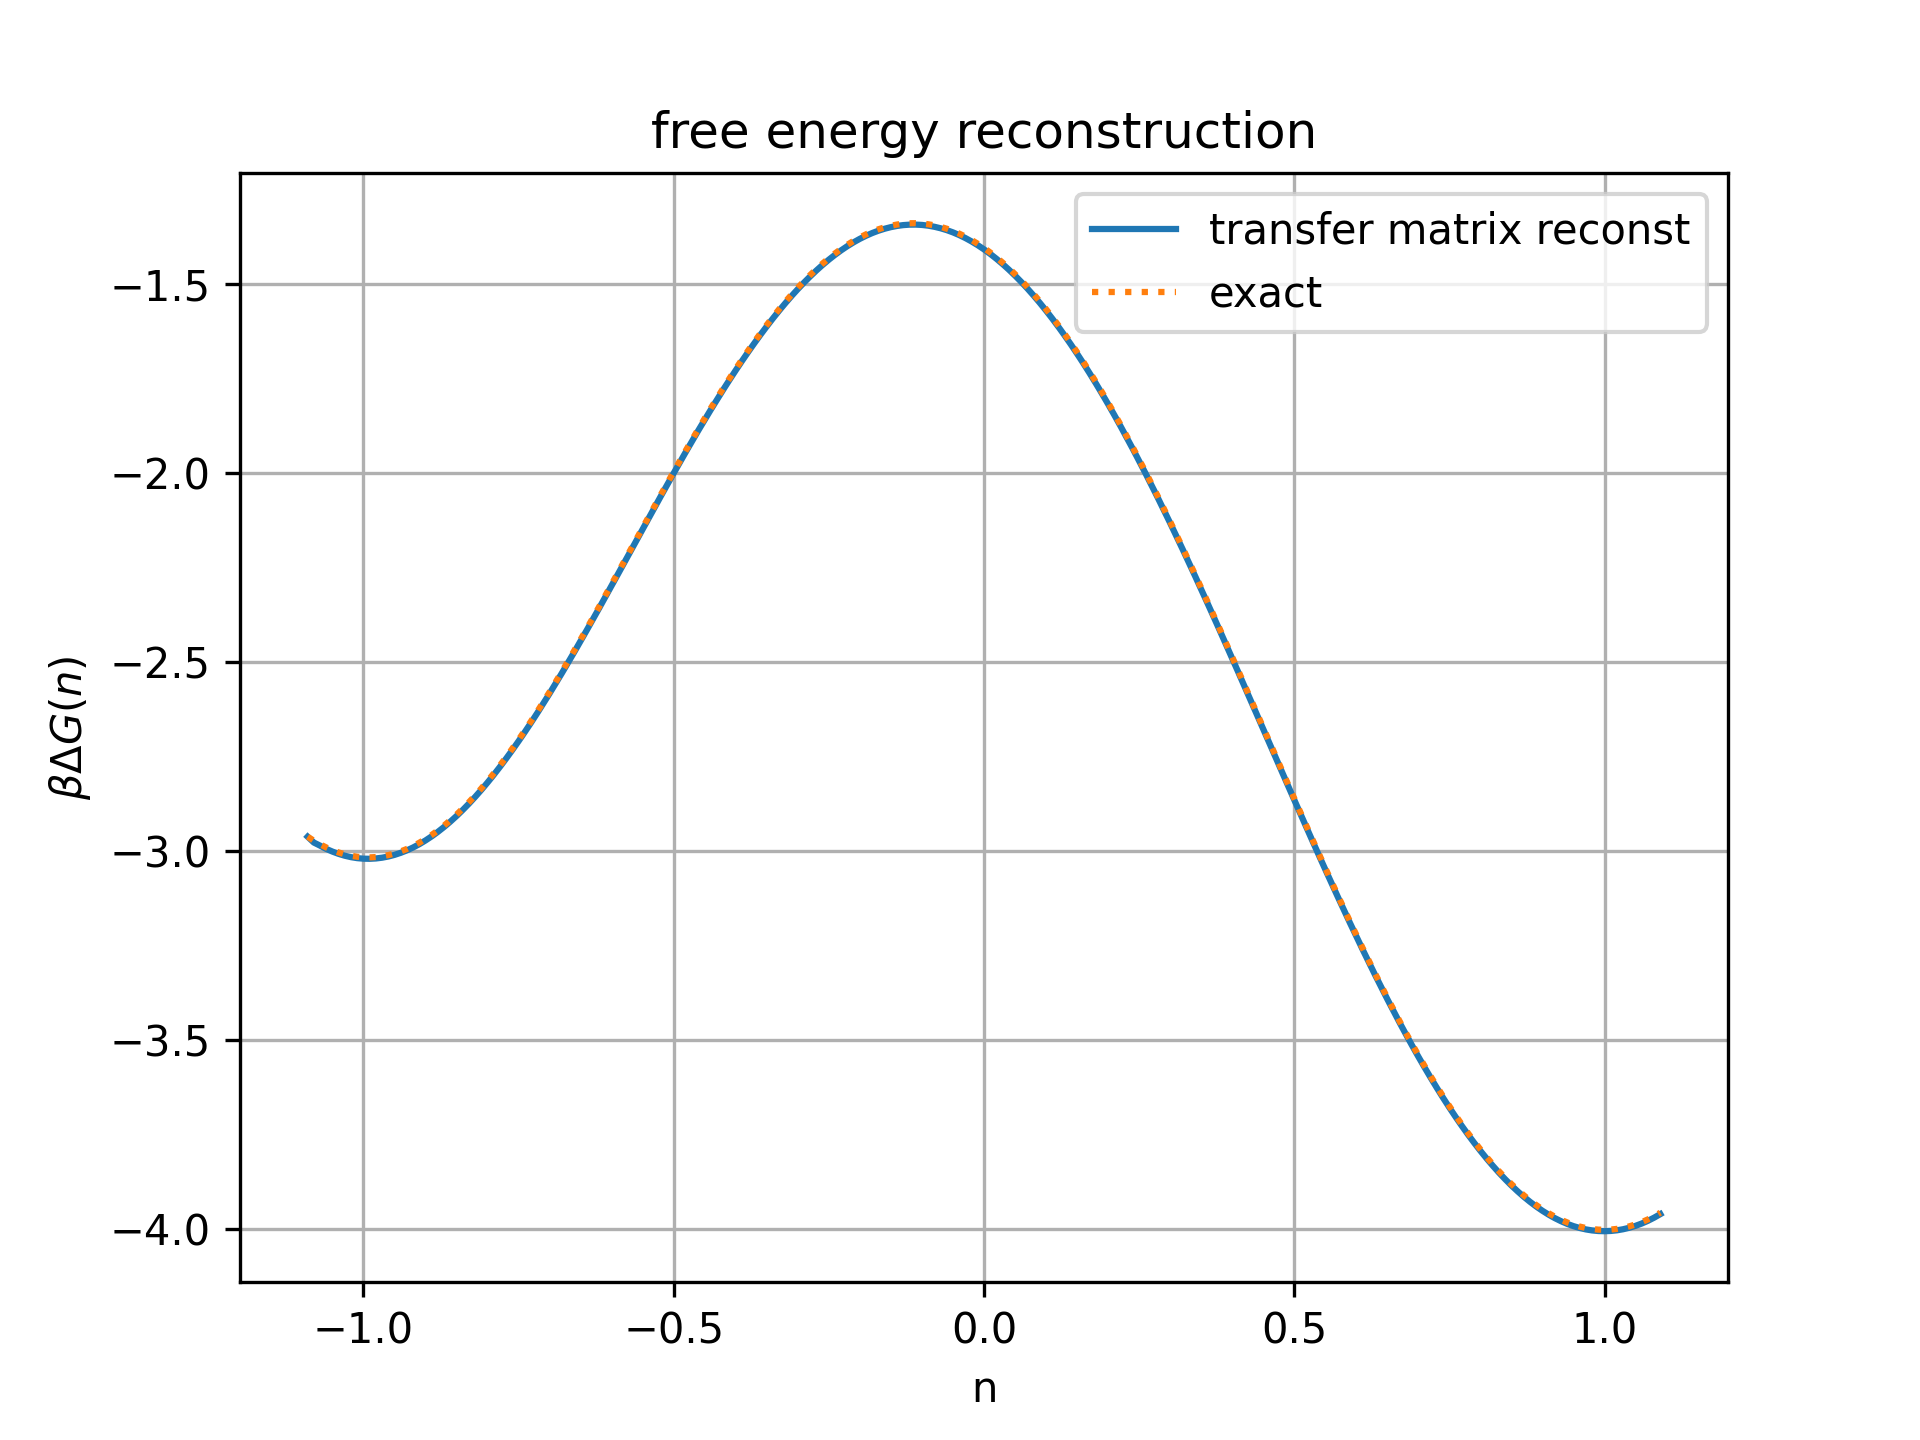 free energy reconstruction
transfer matrix reconst
exact
βΔG(n)
−1.5
−2.0
−2.5
−3.0
−3.5
−4.0
−1.0 −0.5 0.0 0.5 1.0
n